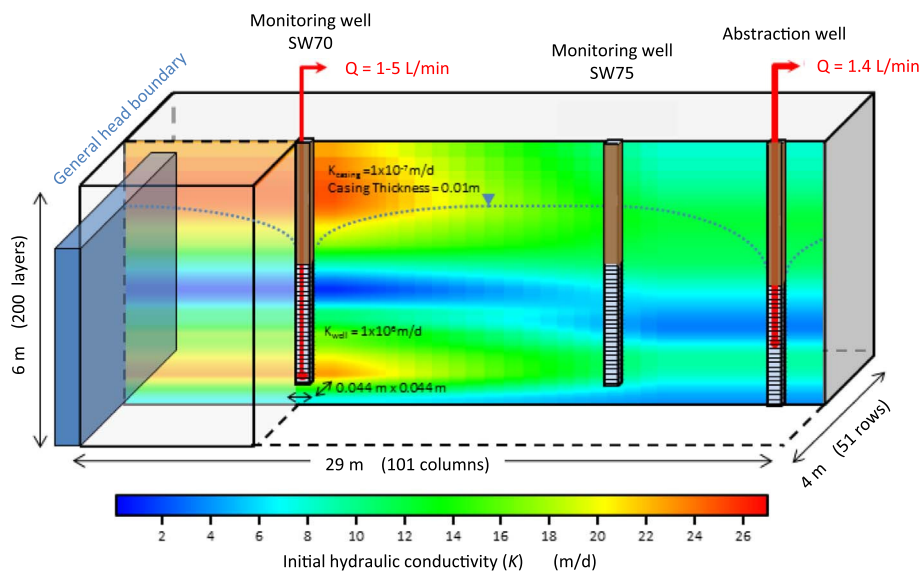 Monitoring well
SW70
Q = 1-5 L/min
Monitoring well
SW75
Abstraction well
Q = 1.4 L/min
General head boundary
Kcasing =1x10⁻⁷m/d
Casing Thickness = 0.01m
Kwell = 1x10⁶m/d
0.044 m x 0.044 m
6 m (200 layers)
29 m (101 columns)
4 m (51 rows)
2 4 6 8 10 12 14 16 18 20 22 24 26
Initial hydraulic conductivity (K) (m/d)